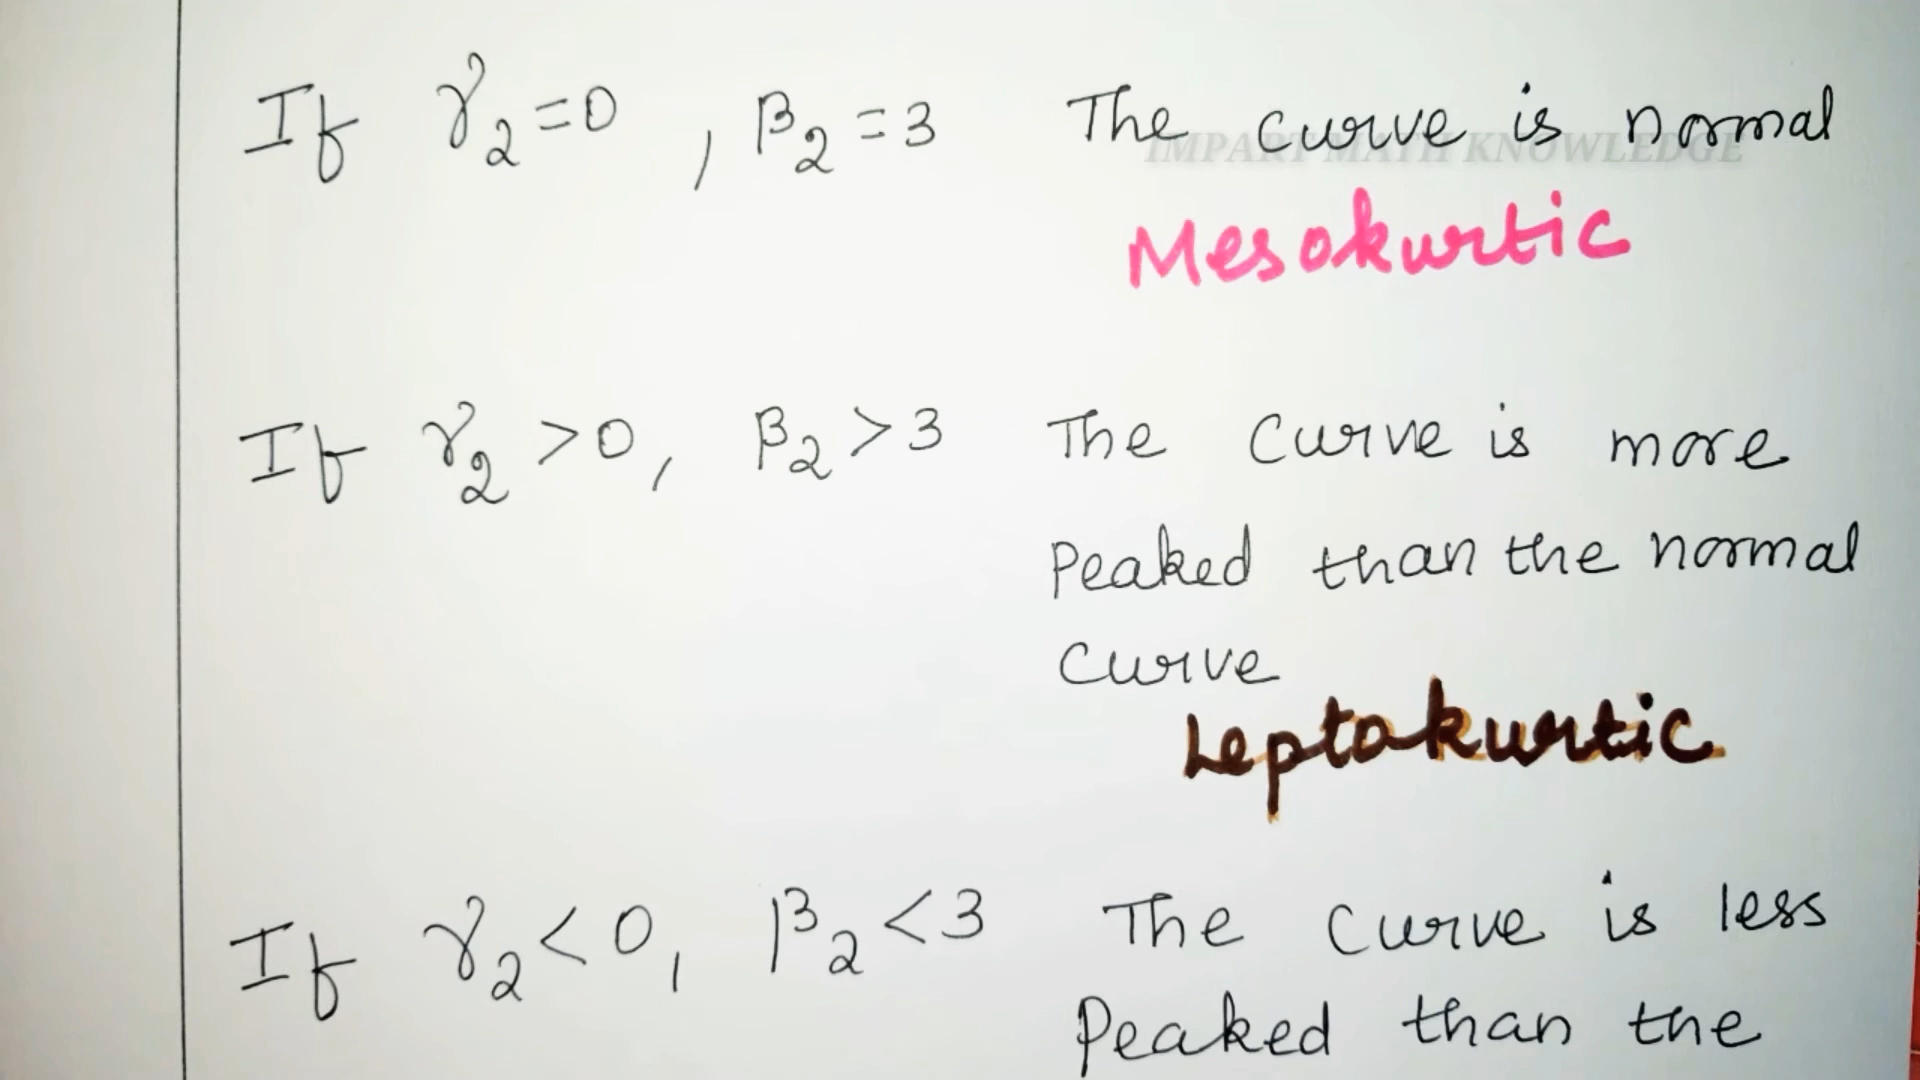 If γ₂=0 , β₂=3 The curve is normal
IMPART MATH KNOWLEDGE
Mesokurtic
If γ₂>0, β₂>3 The Curve is more
Peaked than the normal
Curve
Leptokurtic
If γ₂<0, β₂<3 The Curve is less
Peaked than the